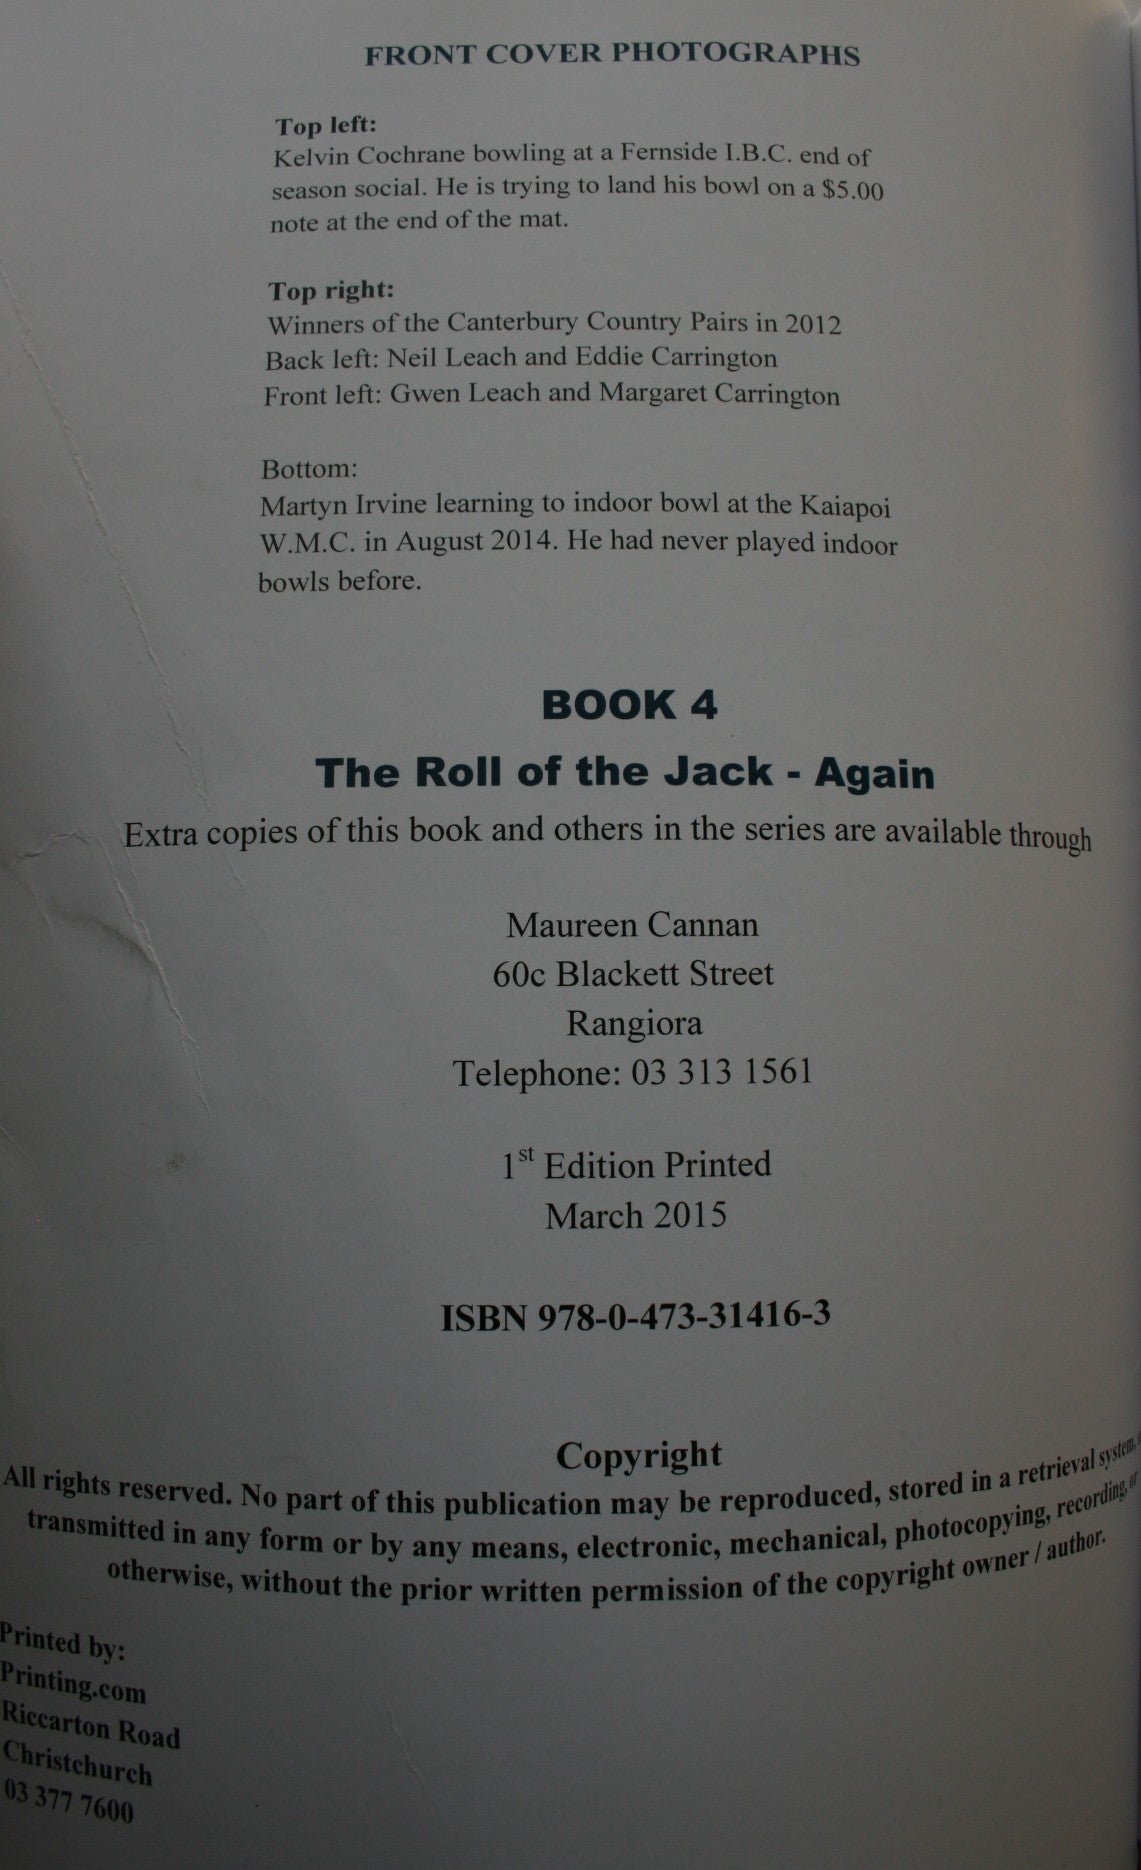 FRONT COVER PHOTOGRAPHS
Top left:
Kelvin Cochrane bowling at a Fernside I.B.C. end of
season social. He is trying to land his bowl on a $5.00
note at the end of the mat.
Top right:
Winners of the Canterbury Country Pairs in 2012
Back left: Neil Leach and Eddie Carrington
Front left: Gwen Leach and Margaret Carrington
Bottom:
Martyn Irvine learning to indoor bowl at the Kaiapoi
W.M.C. in August 2014. He had never played indoor
bowls before.
BOOK 4
The Roll of the Jack - Again
Extra copies of this book and others in the series are available through
Maureen Cannan
60c Blackett Street
Rangiora
Telephone: 03 313 1561
1st Edition Printed
March 2015
ISBN 978-0-473-31416-3
Copyright
All rights reserved. No part of this publication may be reproduced, stored in a retrieval system,
transmitted in any form or by any means, electronic, mechanical, photocopying, recording, or
otherwise, without the prior written permission of the copyright owner / author.
Printed by:
Printing.com
Riccarton Road
Christchurch
03 377 7600